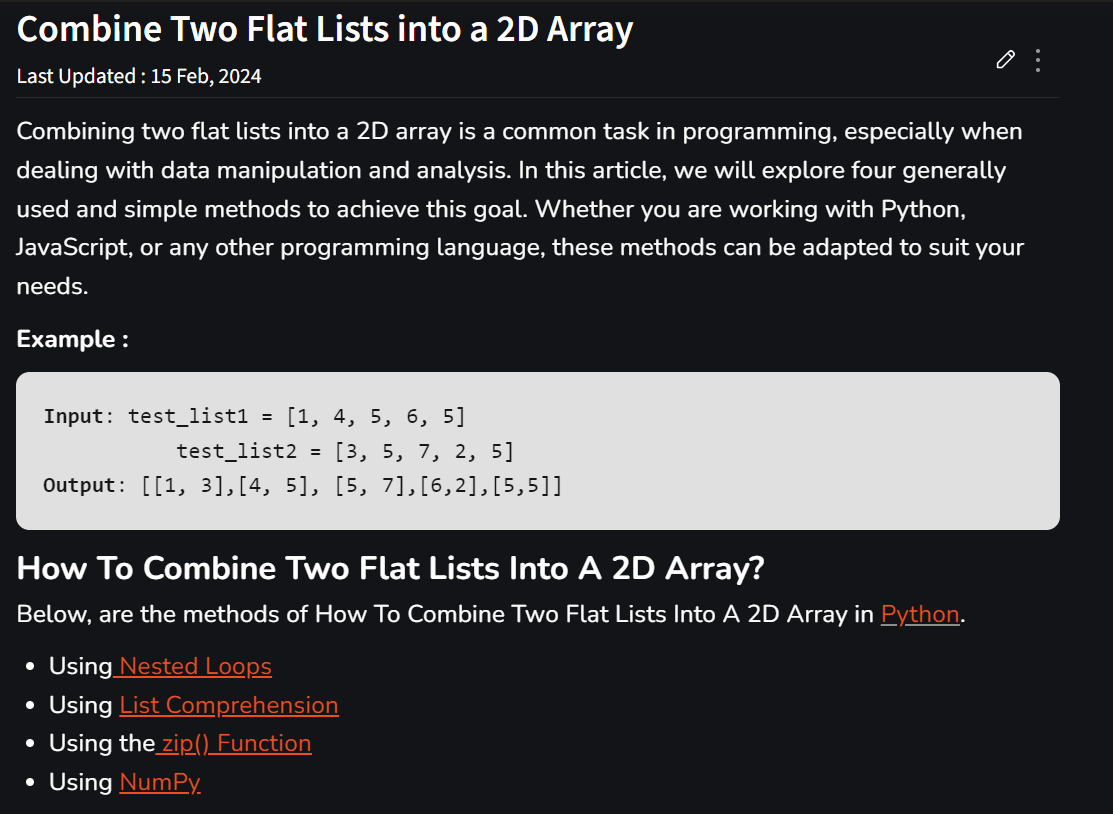 Combine Two Flat Lists into a 2D Array
Last Updated : 15 Feb, 2024
Combining two flat lists into a 2D array is a common task in programming, especially when
dealing with data manipulation and analysis. In this article, we will explore four generally
used and simple methods to achieve this goal. Whether you are working with Python,
JavaScript, or any other programming language, these methods can be adapted to suit your
needs.
Example :
Input: test_list1 = [1, 4, 5, 6, 5]
test_list2 = [3, 5, 7, 2, 5]
Output: [[1, 3],[4, 5], [5, 7],[6,2],[5,5]]
How To Combine Two Flat Lists Into A 2D Array?
Below, are the methods of How To Combine Two Flat Lists Into A 2D Array in Python.
• Using Nested Loops
• Using List Comprehension
• Using the zip() Function
• Using NumPy